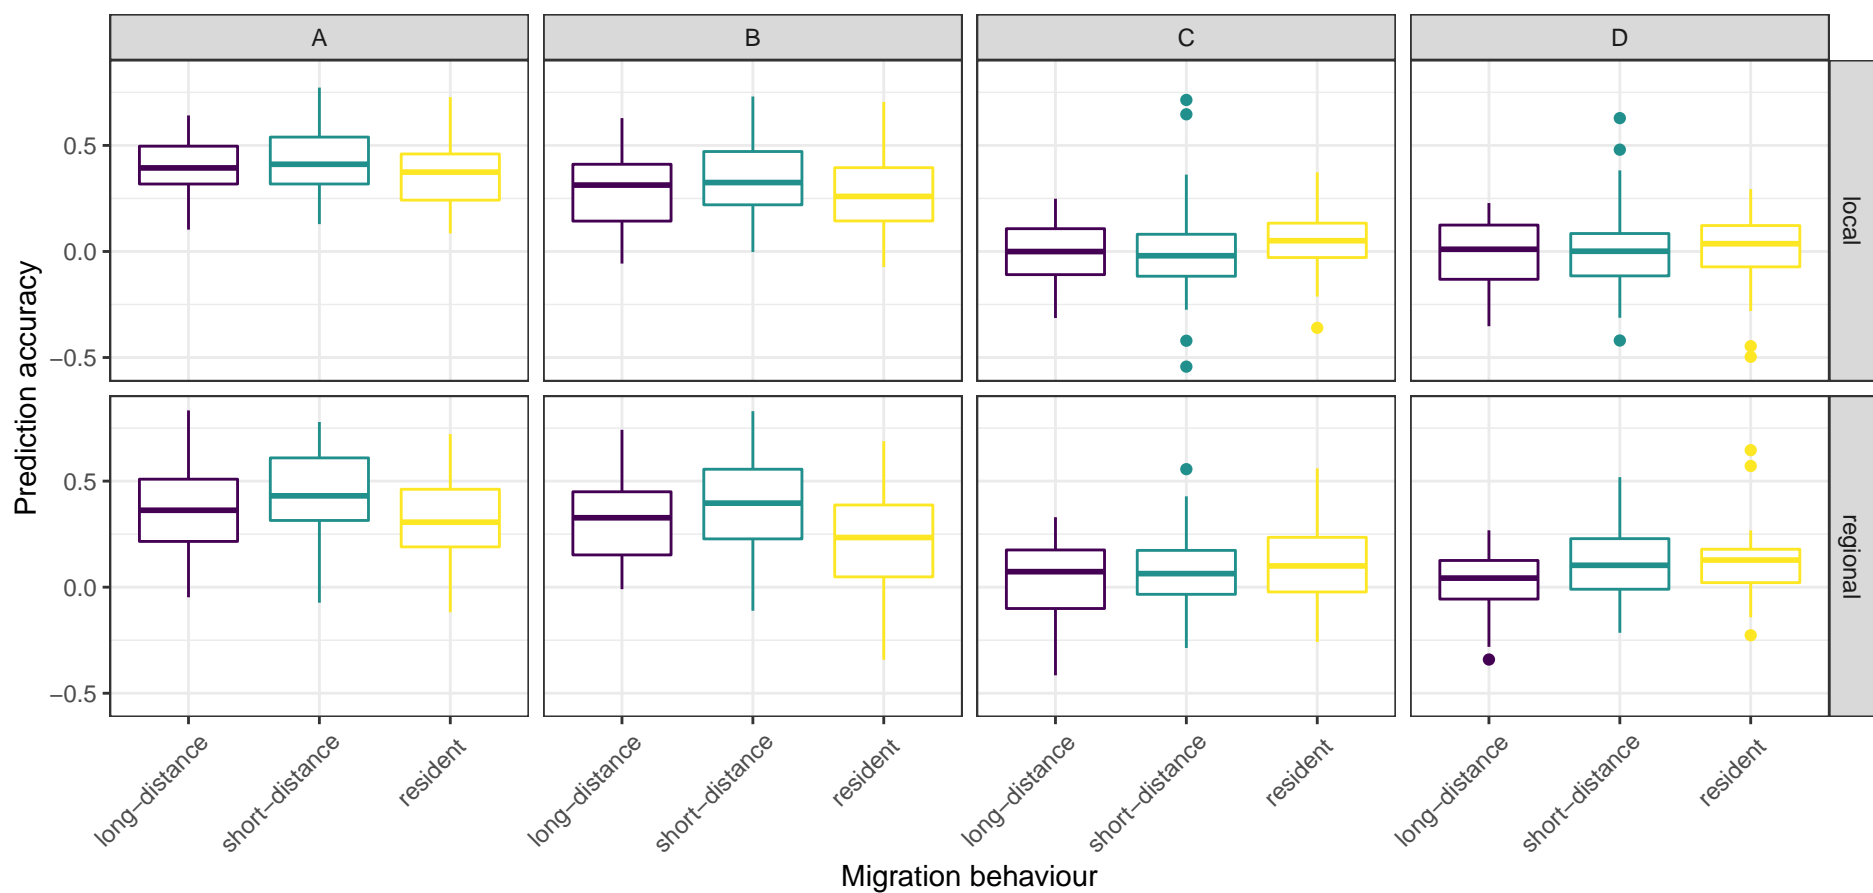 A
B
C
D
0.5
0.0
−0.5
local
0.5
0.0
−0.5
regional
Prediction accuracy
long−distance
short−distance
resident
long−distance
short−distance
resident
long−distance
short−distance
resident
long−distance
short−distance
resident
Migration behaviour